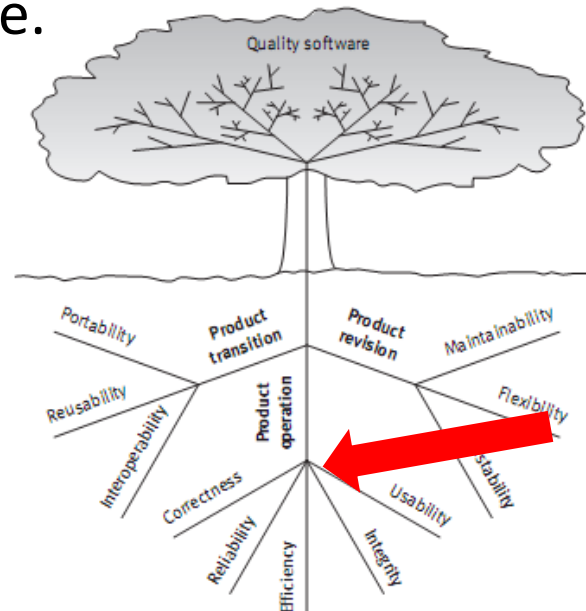 e.
Quality software
Portability
Product
transition
Product
revision
Maintainability
Reusability
Interoperability
Product
operation
Flexibility
stability
Correctness
Reliability
Efficiency
Integrity
Usability